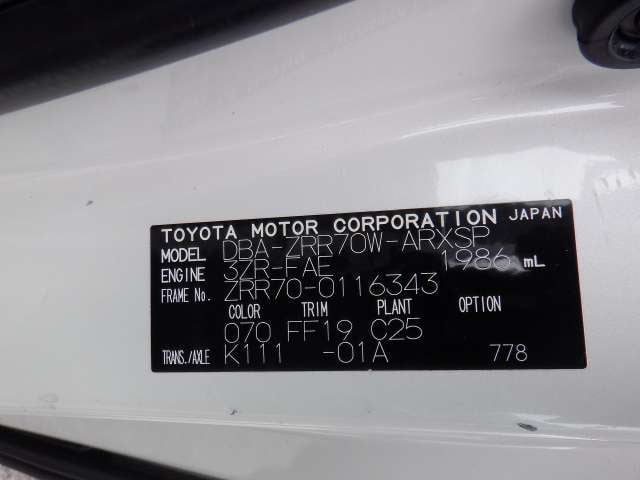 TOYOTA MOTOR CORPORATION JAPAN
MODEL DBA-ZRR70W-ARXSP
ENGINE 3ZR-FAE 1986 mL
FRAME No. ZRR70-0116343
COLOR TRIM PLANT OPTION
070 FF19 C25
TRANS./AXLE K111 -01A 778